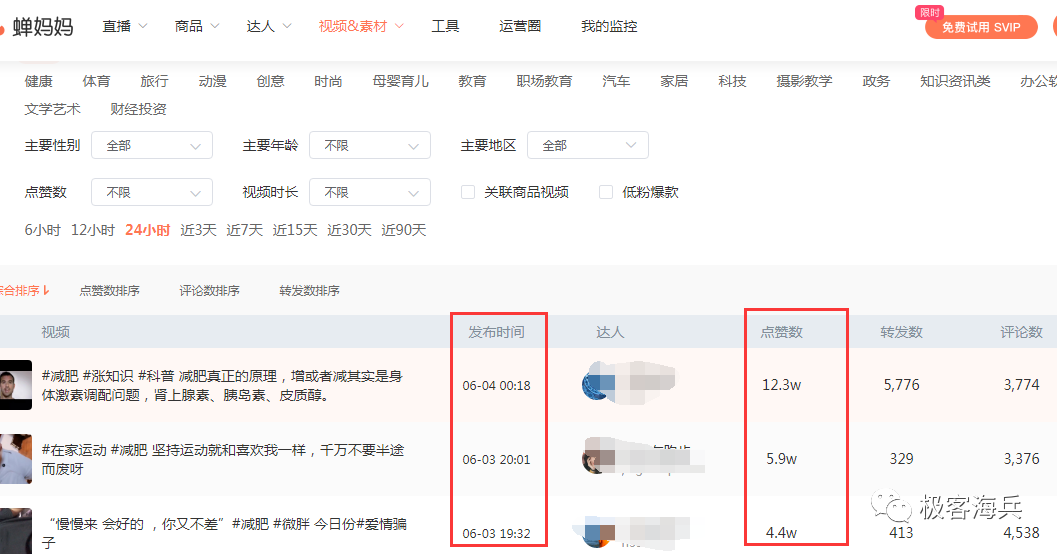 蝉妈妈 直播 商品 达人 视频&素材 工具 运营圈 我的监控 限时 免费试用 SVIP
健康 体育 旅行 动漫 创意 时尚 母婴育儿 教育 职场教育 汽车 家居 科技 摄影教学 政务 知识资讯类
文学艺术 财经投资
主要性别 全部 主要年龄 不限 主要地区 全部
点赞数 不限 视频时长 不限 关联商品视频 低粉爆款
6小时 12小时 24小时 近3天 近7天 近15天 近30天 近90天
合排序 点赞数排序 评论数排序 转发数排序
视频 发布时间 达人 点赞数 转发数 评论数
#减肥 #涨知识 #科普 减肥真正的原理，增或者减其实是身
体激素调配问题，肾上腺素、胰岛素、皮质醇。
06-04 00:18 12.3w 5,776 3,774
#在家运动 #减肥 坚持运动就和喜欢我一样，千万不要半途
而废呀
06-03 20:01 5.9w 329 3,376
“慢慢来 会好的 ，你又不差”#减肥 #微胖 今日份#爱情骗
子
06-03 19:32 4.4w 413 4,538
极客海兵